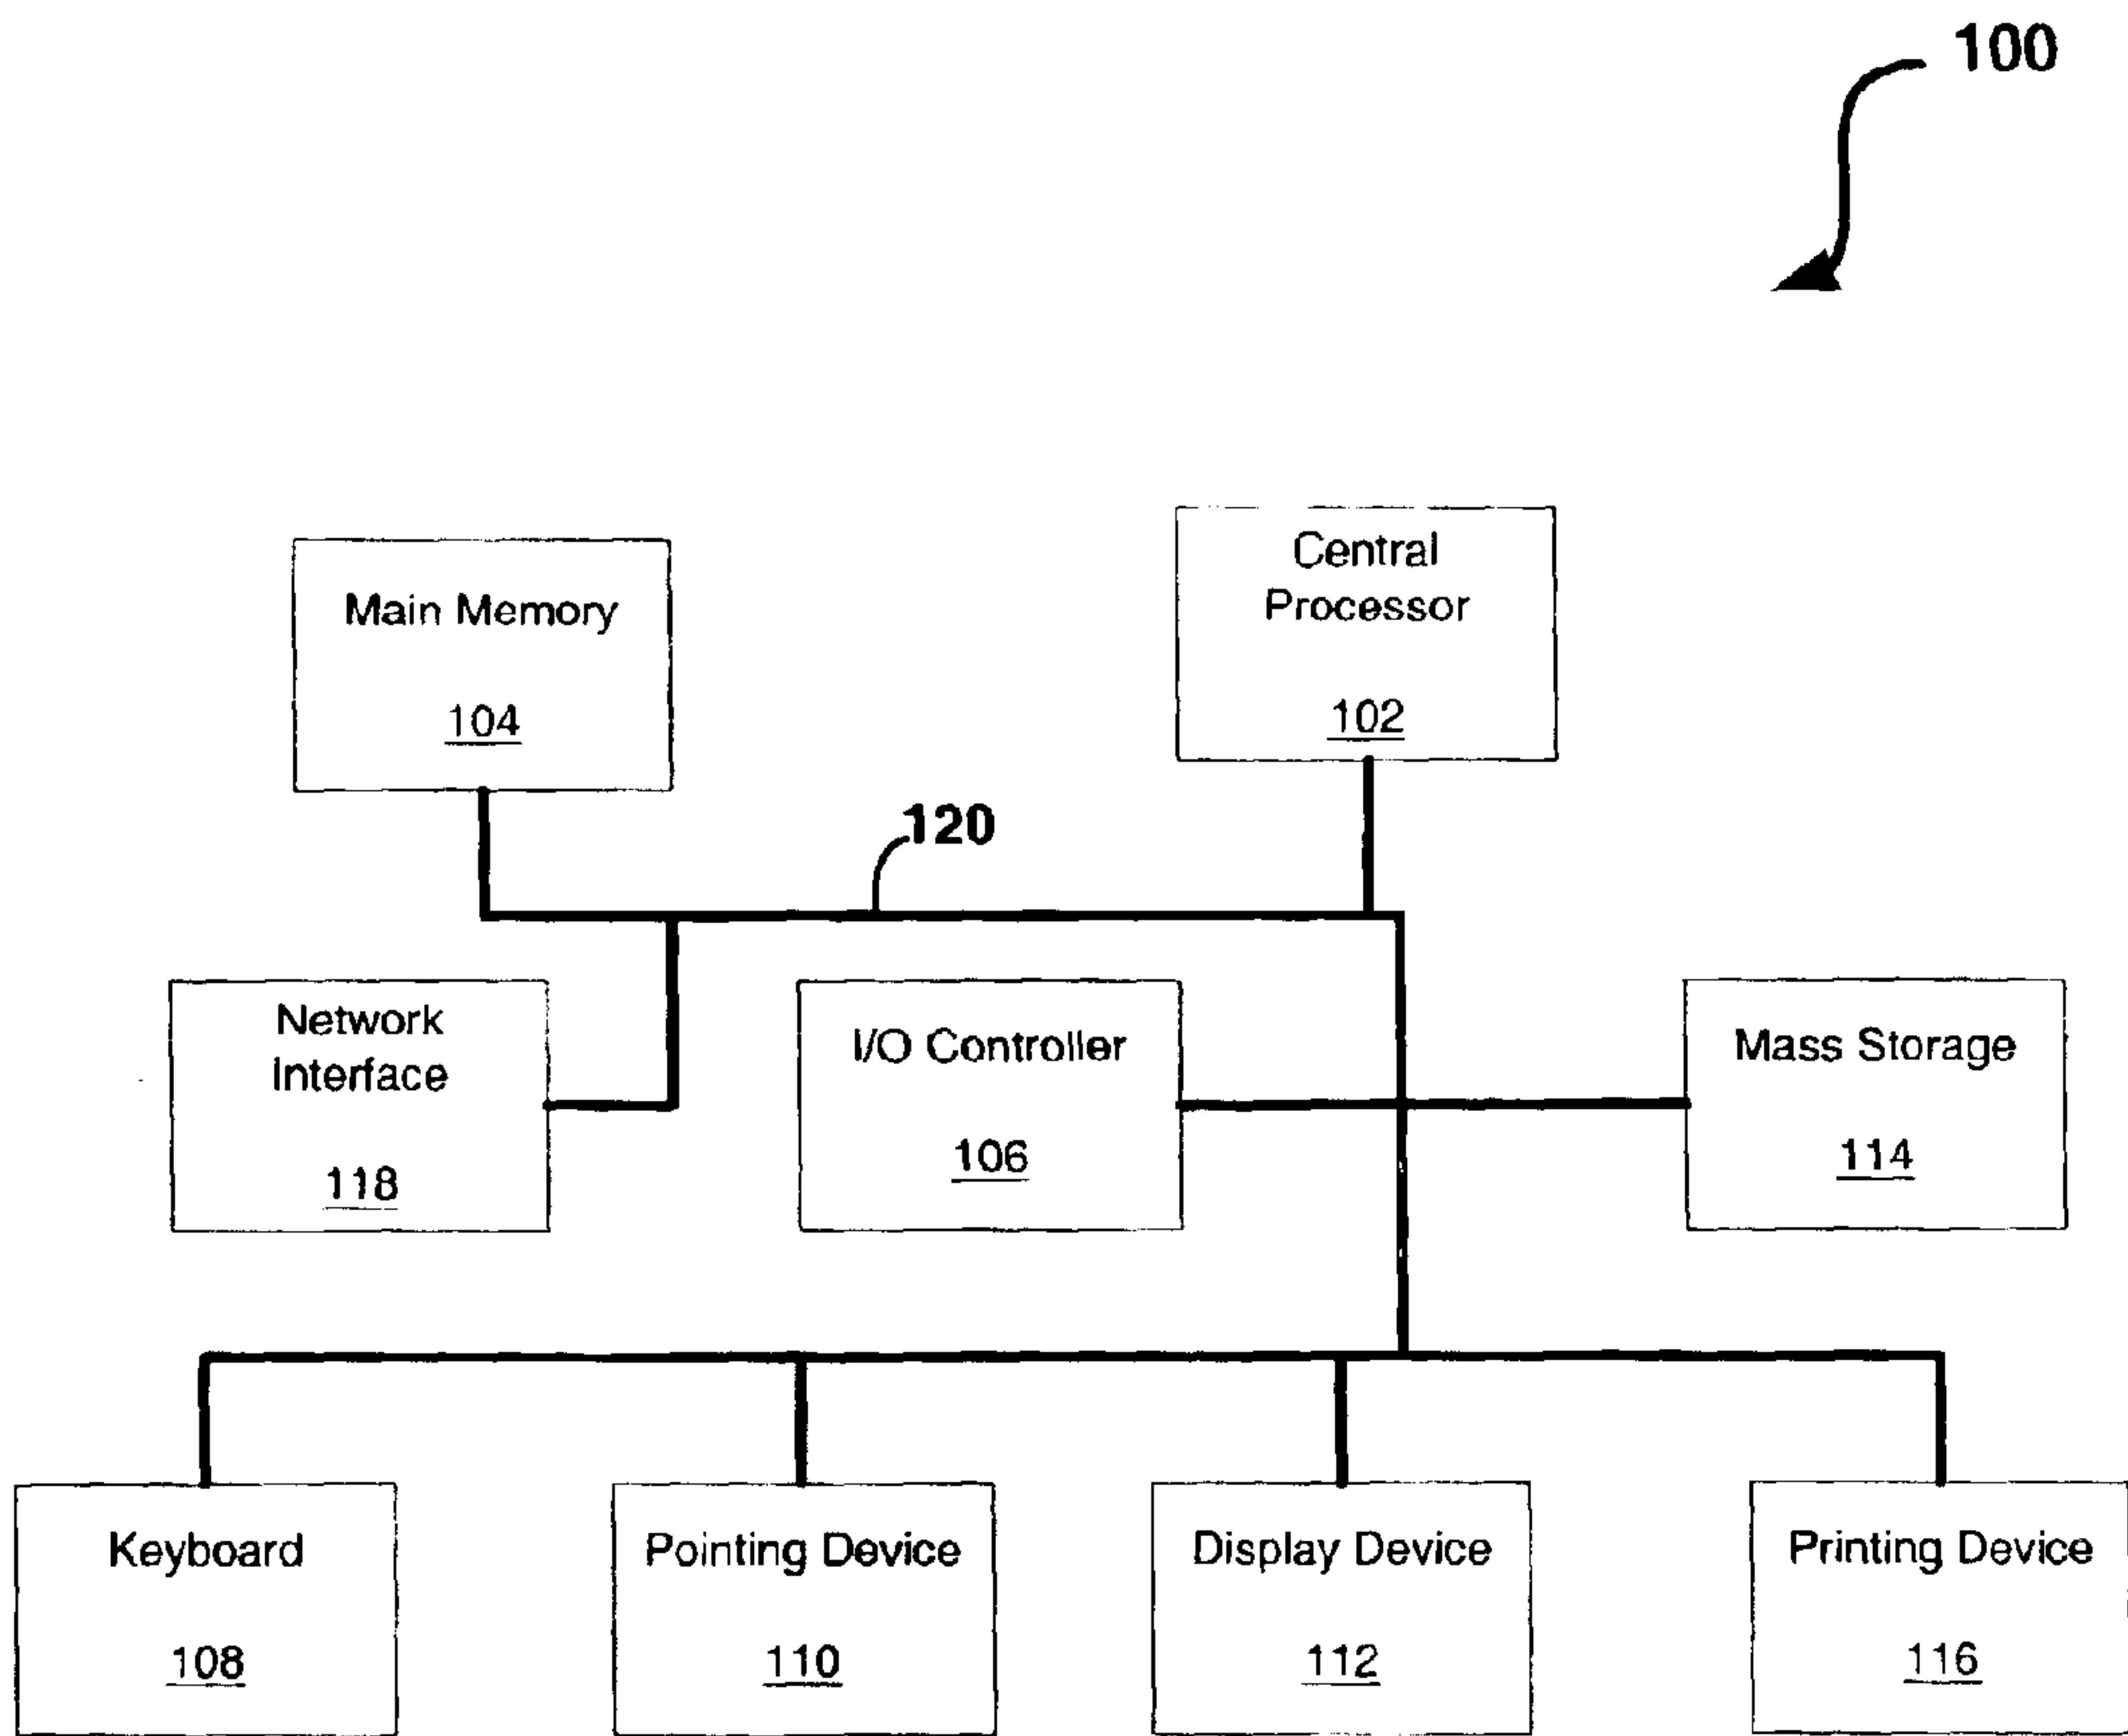 100
Main Memory
104
Central
Processor
102
120
Network
Interface
118
I/O Controller
106
Mass Storage
114
Keyboard
108
Pointing Device
110
Display Device
112
Printing Device
116